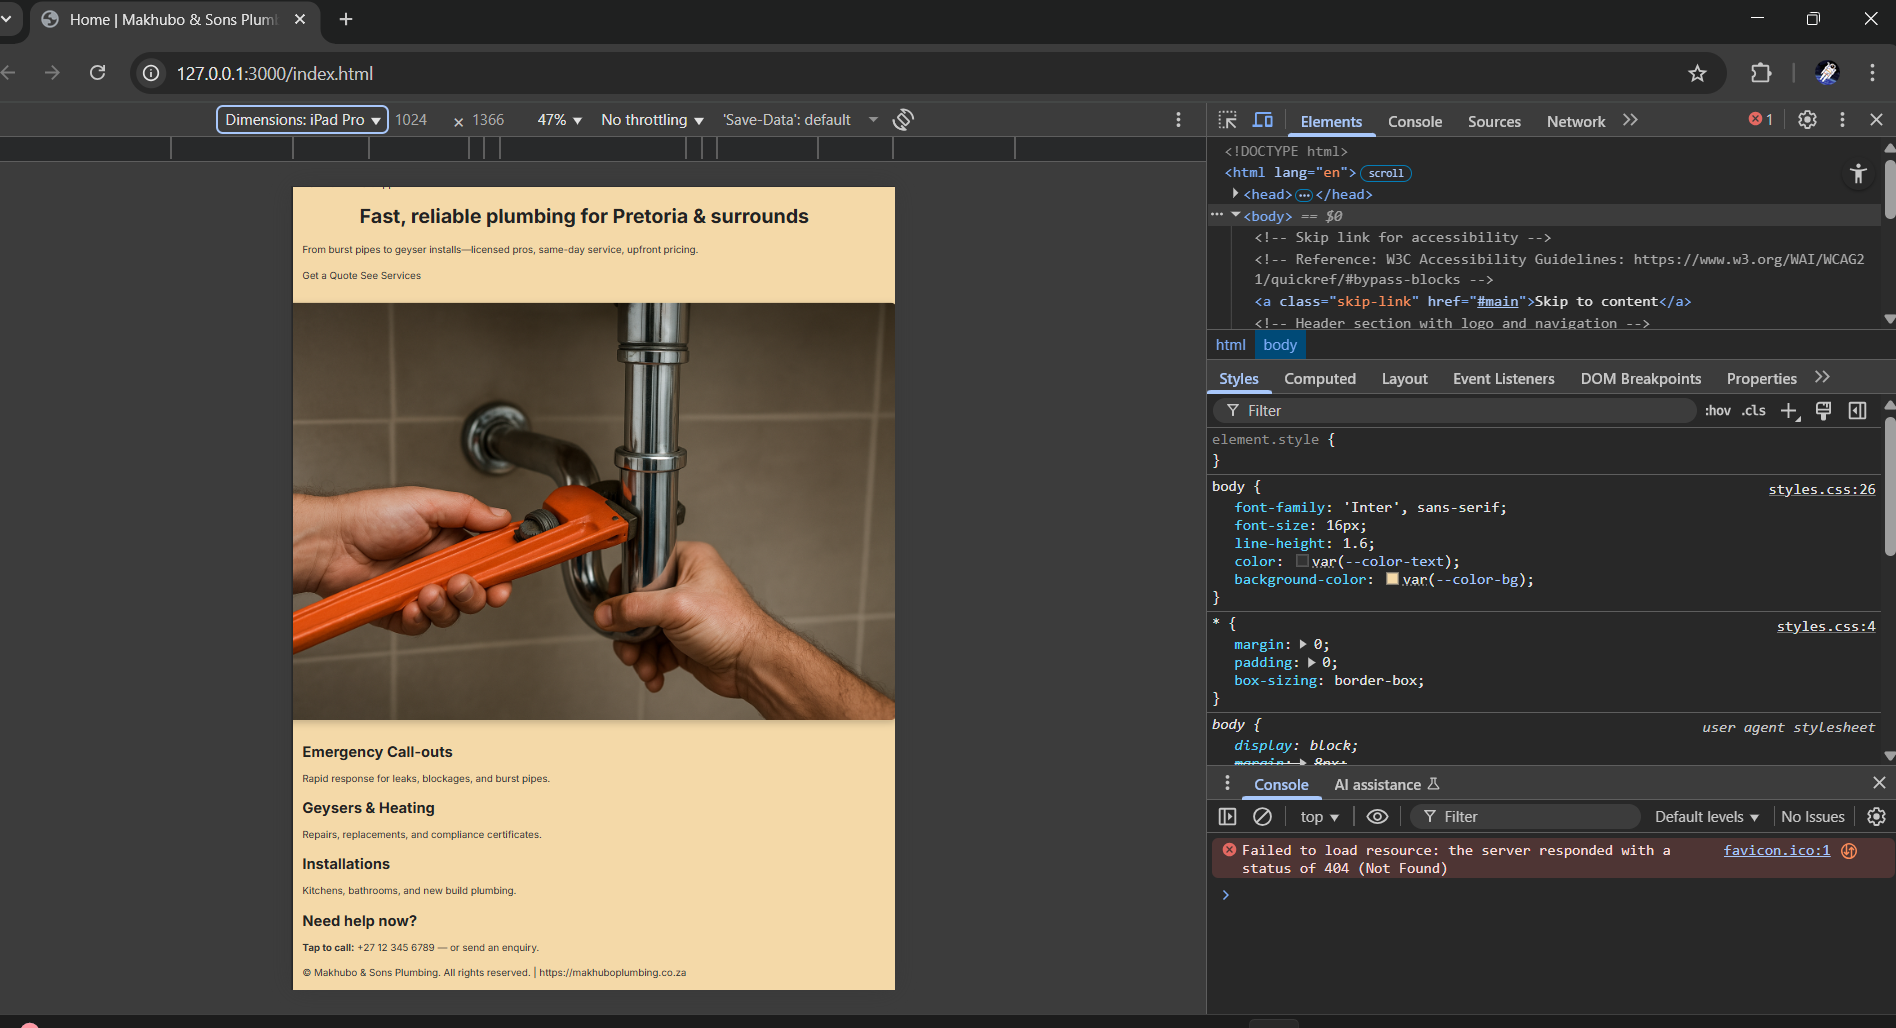 Home | Makhubo & Sons Plum
127.0.0.1:3000/index.html
Dimensions: iPad Pro 1024 × 1366 47% No throttling 'Save-Data': default
Fast, reliable plumbing for Pretoria & surrounds
From burst pipes to geyser installs—licensed pros, same-day service, upfront pricing.
Get a Quote See Services
Emergency Call-outs
Rapid response for leaks, blockages, and burst pipes.
Geysers & Heating
Repairs, replacements, and compliance certificates.
Installations
Kitchens, bathrooms, and new build plumbing.
Need help now?
Tap to call: +27 12 345 6789 — or send an enquiry.
© Makhubo & Sons Plumbing. All rights reserved. | https://makhuboplumbing.co.za
Elements Console Sources Network 1
<!DOCTYPE html>
<html lang="en"> scroll
<head> … </head>
<body> == $0
<!-- Skip link for accessibility -->
<!-- Reference: W3C Accessibility Guidelines: https://www.w3.org/WAI/WCAG2
1/quickref/#bypass-blocks -->
<a class="skip-link" href="#main">Skip to content</a>
<!-- Header section with logo and navigation -->
html body
Styles Computed Layout Event Listeners DOM Breakpoints Properties
Filter :hov .cls
element.style {
}
body { styles.css:26
font-family: 'Inter', sans-serif;
font-size: 16px;
line-height: 1.6;
color: var(--color-text);
background-color: var(--color-bg);
}
* { styles.css:4
margin: 0;
padding: 0;
box-sizing: border-box;
}
body { user agent stylesheet
display: block;
margin: 8px;
Console AI assistance
top Filter Default levels No Issues
Failed to load resource: the server responded with a favicon.ico:1
status of 404 (Not Found)